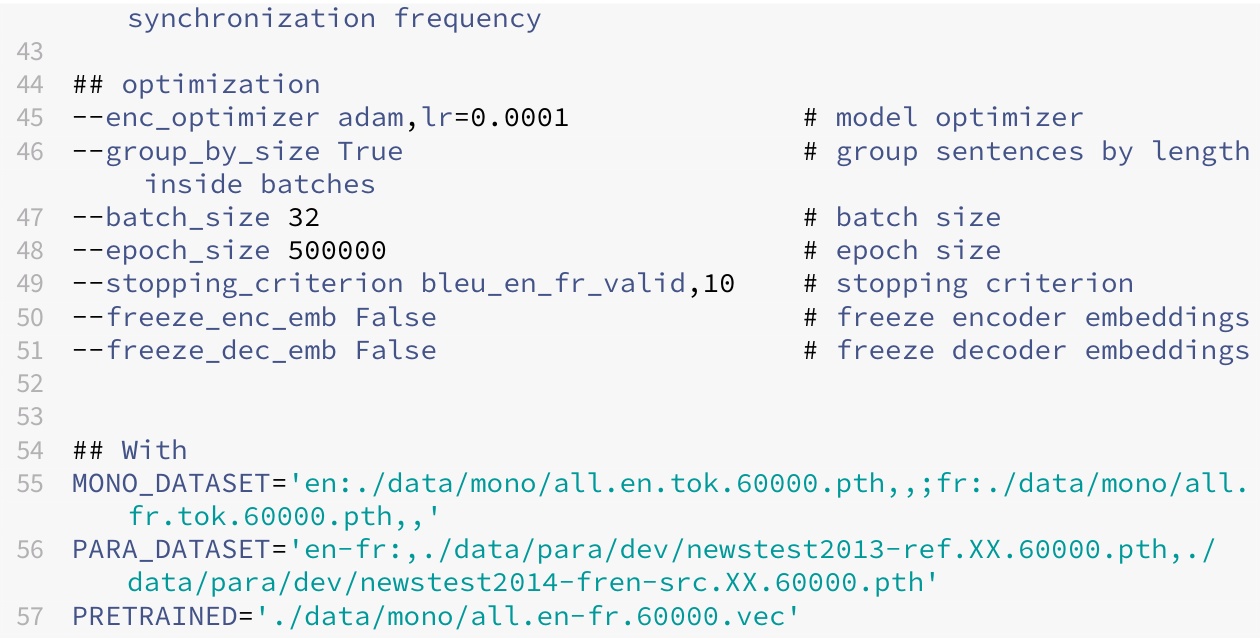 synchronization frequency
43
44 ## optimization
45 --enc_optimizer adam,lr=0.0001 # model optimizer
46 --group_by_size True # group sentences by length
inside batches
47 --batch_size 32 # batch size
48 --epoch_size 500000 # epoch size
49 --stopping_criterion bleu_en_fr_valid,10 # stopping criterion
50 --freeze_enc_emb False # freeze encoder embeddings
51 --freeze_dec_emb False # freeze decoder embeddings
52
53
54 ## With
55 MONO_DATASET='en:./data/mono/all.en.tok.60000.pth,,;fr:./data/mono/all.
fr.tok.60000.pth,,'
56 PARA_DATASET='en-fr:,./data/para/dev/newstest2013-ref.XX.60000.pth,./
data/para/dev/newstest2014-fren-src.XX.60000.pth'
57 PRETRAINED='./data/mono/all.en-fr.60000.vec'